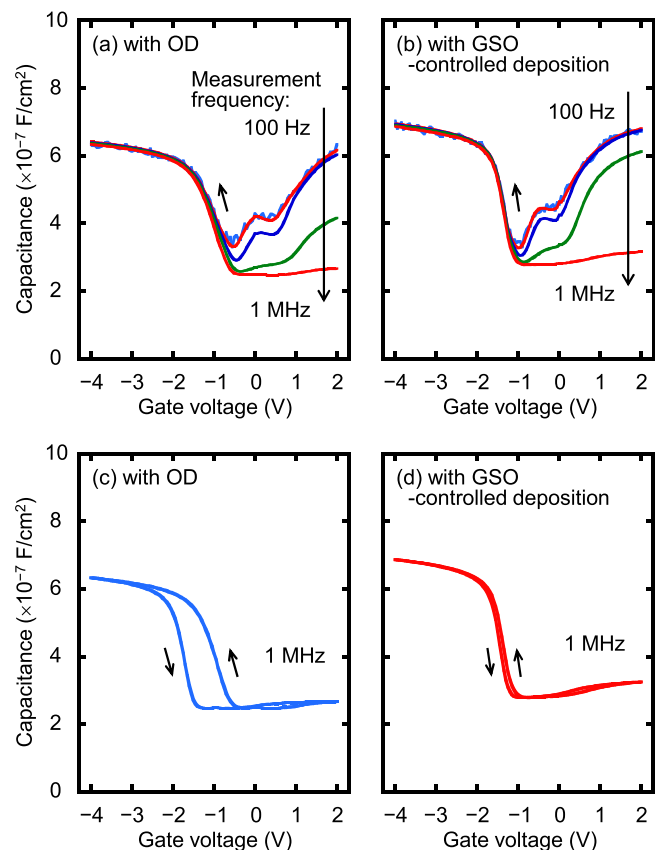 (a) with OD
Measurement
frequency:
100 Hz
1 MHz
Capacitance (×10⁻⁷ F/cm²)
10
8
6
4
2
0
−4 −3 −2 −1 0 1 2
Gate voltage (V)
(b) with GSO
-controlled deposition
100 Hz
1 MHz
−4 −3 −2 −1 0 1 2
Gate voltage (V)
(c) with OD
1 MHz
Capacitance (×10⁻⁷ F/cm²)
10
8
6
4
2
0
−4 −3 −2 −1 0 1 2
Gate voltage (V)
(d) with GSO
-controlled deposition
1 MHz
−4 −3 −2 −1 0 1 2
Gate voltage (V)